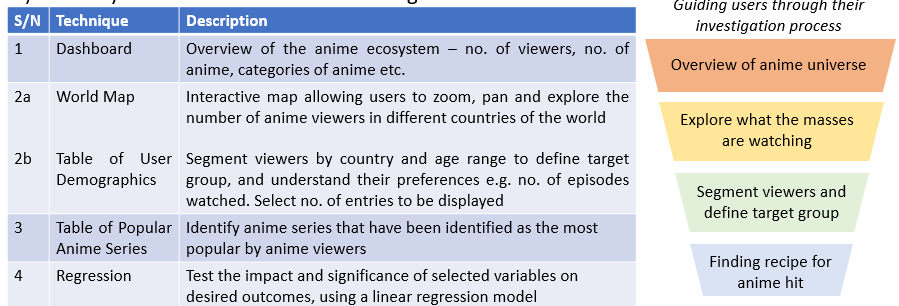 S/N Technique Description
1 Dashboard Overview of the anime ecosystem – no. of viewers, no. of
anime, categories of anime etc.
2a World Map Interactive map allowing users to zoom, pan and explore the
number of anime viewers in different countries of the world
2b Table of User Segment viewers by country and age range to define target
Demographics group, and understand their preferences e.g. no. of episodes
watched. Select no. of entries to be displayed
3 Table of Popular Identify anime series that have been identified as the most
Anime Series popular by anime viewers
4 Regression Test the impact and significance of selected variables on
desired outcomes, using a linear regression model
Guiding users through their
investigation process
Overview of anime universe
Explore what the masses
are watching
Segment viewers and
define target group
Finding recipe for
anime hit